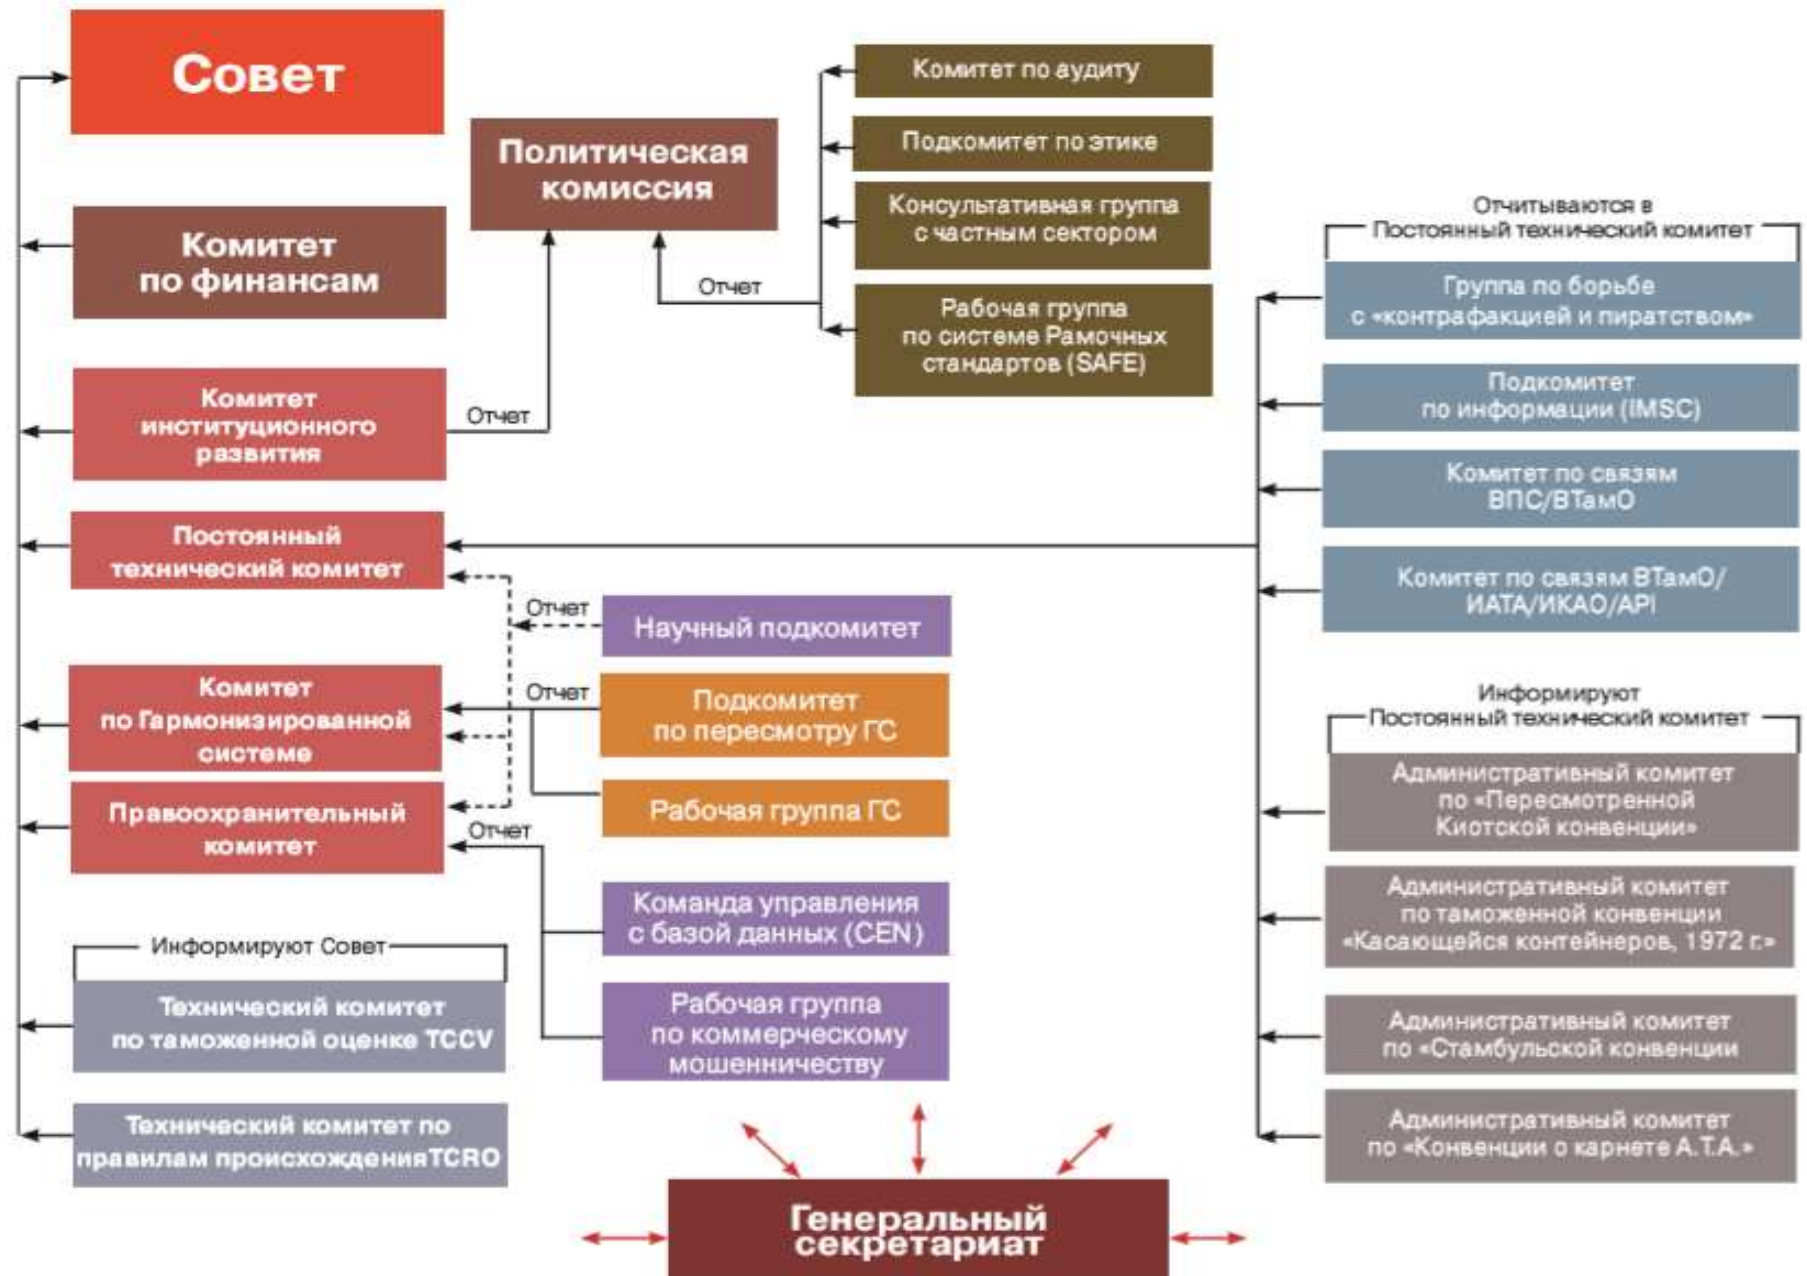 Совет
Комитет
по финансам
Комитет
институционного
развития
Отчет
Постоянный
технический комитет
Комитет
по Гармонизированной
системе
Правоохранительный
комитет
Информируют Совет
Технический комитет
по таможенной оценке TCCV
Технический комитет по
правилам происхожденияTCRO
Политическая
комиссия
Отчет
Комитет по аудиту
Подкомитет по этике
Консультативная группа
с частным сектором
Рабочая группа
по системе Рамочных
стандартов (SAFE)
Отчет
Научный подкомитет
Отчет
Подкомитет
по пересмотру ГС
Рабочая группа ГС
Отчет
Команда управления
с базой данных (CEN)
Рабочая группа
по коммерческому
мошенничеству
Отчитываются в
Постоянный технический комитет
Группа по борьбе
с «контрафакцией и пиратством»
Подкомитет
по информации (IMSC)
Комитет по связям
ВПС/ВТамО
Комитет по связям ВТамО/
ИАТА/ИКАО/API
Информируют
Постоянный технический комитет
Административный комитет
по «Пересмотренной
Киотской конвенции»
Административный комитет
по таможенной конвенции
«Касающейся контейнеров, 1972 г.»
Административный комитет
по «Стамбульской конвенции
Административный комитет
по «Конвенции о карнете А.Т.А.»
Генеральный
секретариат